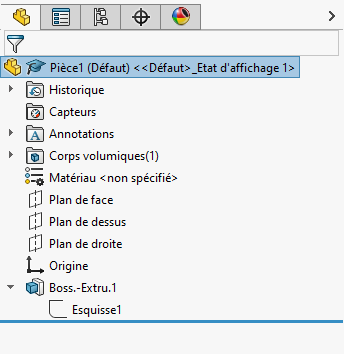 Pièce1 (Défaut) <<Défaut>_Etat d'affichage 1>
Historique
Capteurs
Annotations
Corps volumiques(1)
Matériau <non spécifié>
Plan de face
Plan de dessus
Plan de droite
Origine
Boss.-Extru.1
Esquisse1